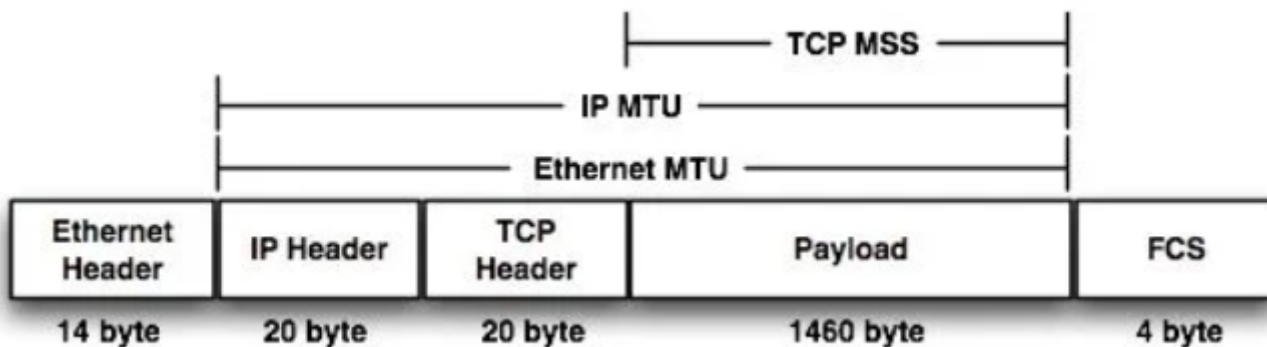 TCP MSS
IP MTU
Ethernet MTU
Ethernet
Header
IP Header
TCP
Header
Payload
FCS
14 byte
20 byte
20 byte
1460 byte
4 byte